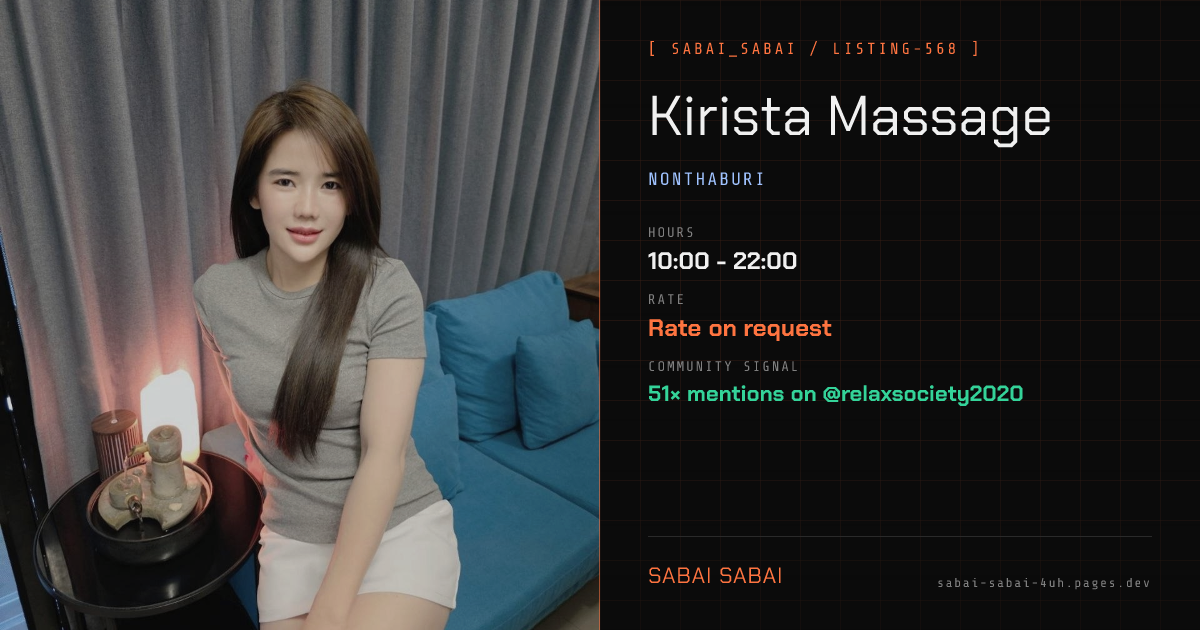 [ SABAI_SABAI / LISTING-568 ]
Kirista Massage
NONTHABURI
HOURS
10:00 - 22:00
RATE
Rate on request
COMMUNITY SIGNAL
51× mentions on @relaxsociety2020
SABAI SABAI
sabai-sabai-4uh.pages.dev